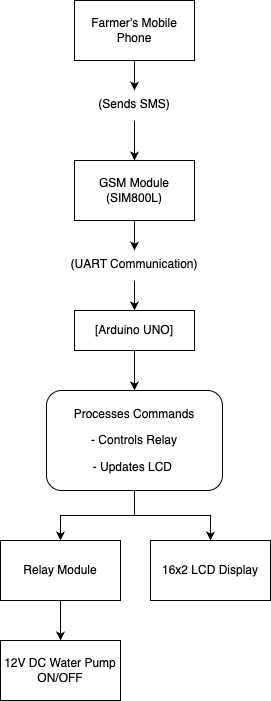 Farmer's Mobile
Phone
(Sends SMS)
GSM Module
(SIM800L)
(UART Communication)
[Arduino UNO]
Processes Commands
- Controls Relay
- Updates LCD
Relay Module
16x2 LCD Display
12V DC Water Pump
ON/OFF